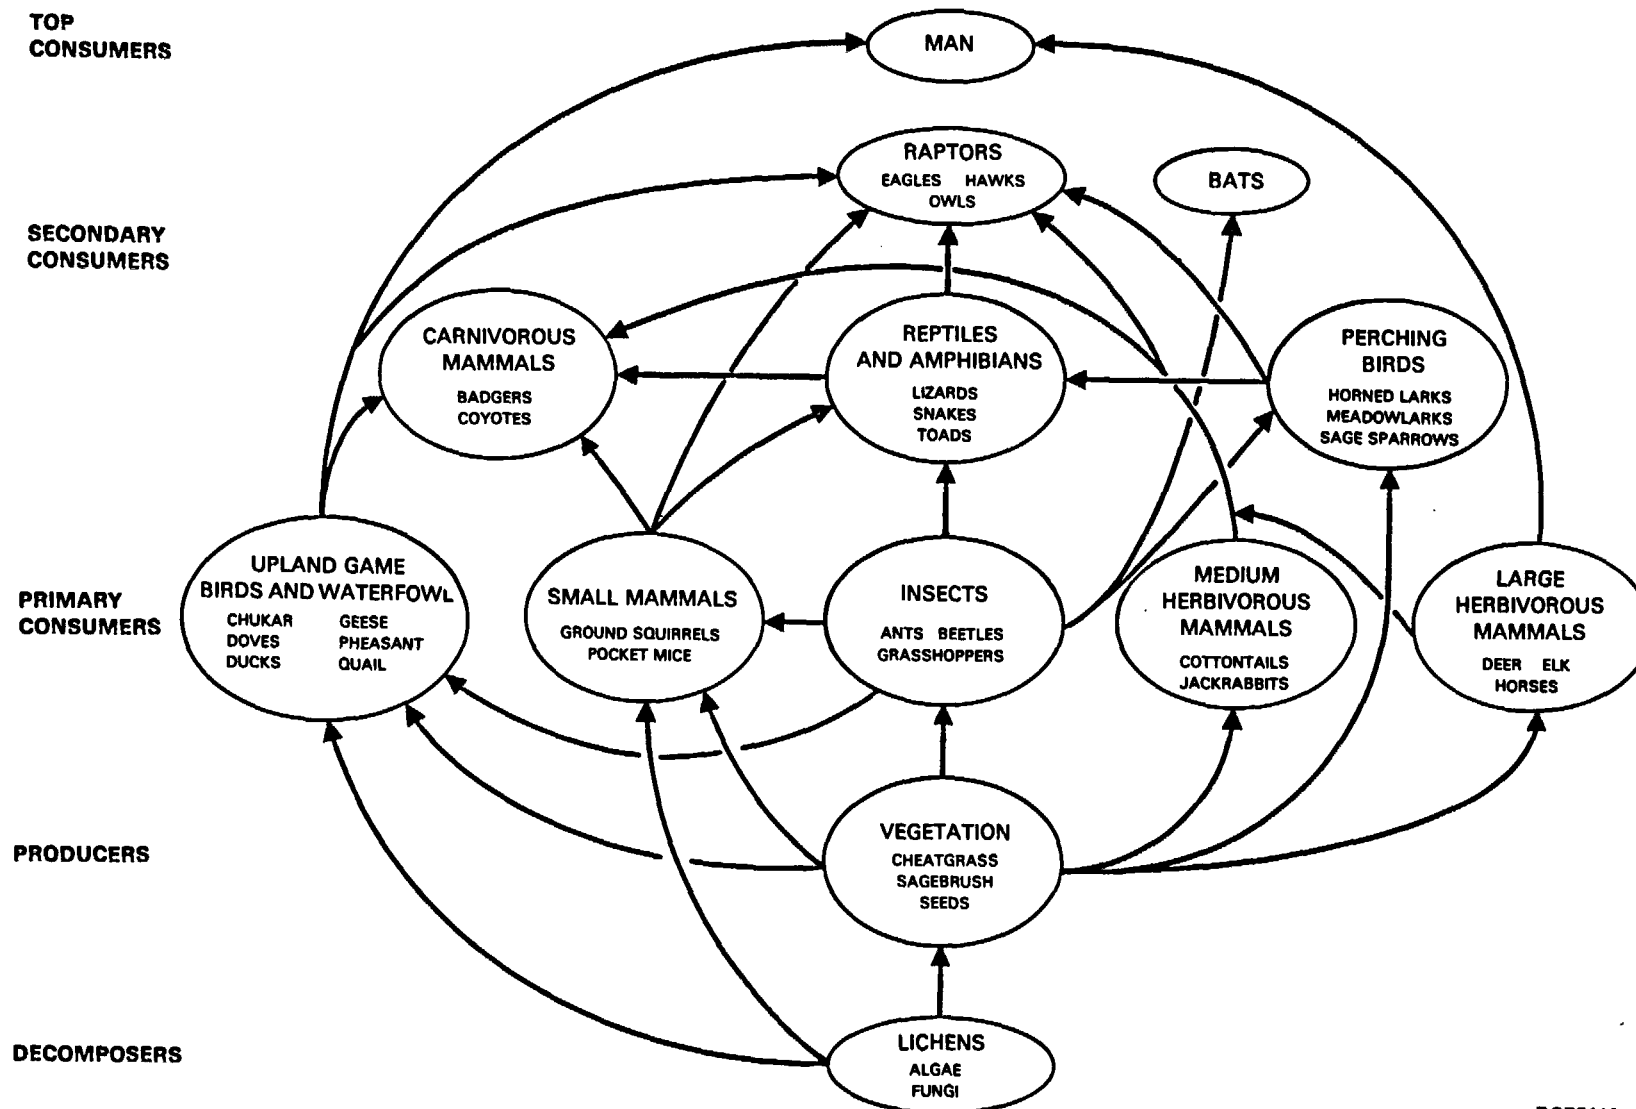 TOP
CONSUMERS
MAN
RAPTORS
EAGLES HAWKS
OWLS
BATS
SECONDARY
CONSUMERS
CARNIVOROUS
MAMMALS
BADGERS
COYOTES
REPTILES
AND AMPHIBIANS
LIZARDS
SNAKES
TOADS
PERCHING
BIRDS
HORNED LARKS
MEADOWLARKS
SAGE SPARROWS
PRIMARY
CONSUMERS
UPLAND GAME
BIRDS AND WATERFOWL
CHUKAR GEESE
DOVES PHEASANT
DUCKS QUAIL
SMALL MAMMALS
GROUND SQUIRRELS
POCKET MICE
INSECTS
ANTS BEETLES
GRASSHOPPERS
MEDIUM
HERBIVOROUS
MAMMALS
COTTONTAILS
JACKRABBITS
LARGE
HERBIVOROUS
MAMMALS
DEER ELK
HORSES
PRODUCERS
VEGETATION
CHEATGRASS
SAGEBRUSH
SEEDS
DECOMPOSERS
LICHENS
ALGAE
FUNGI